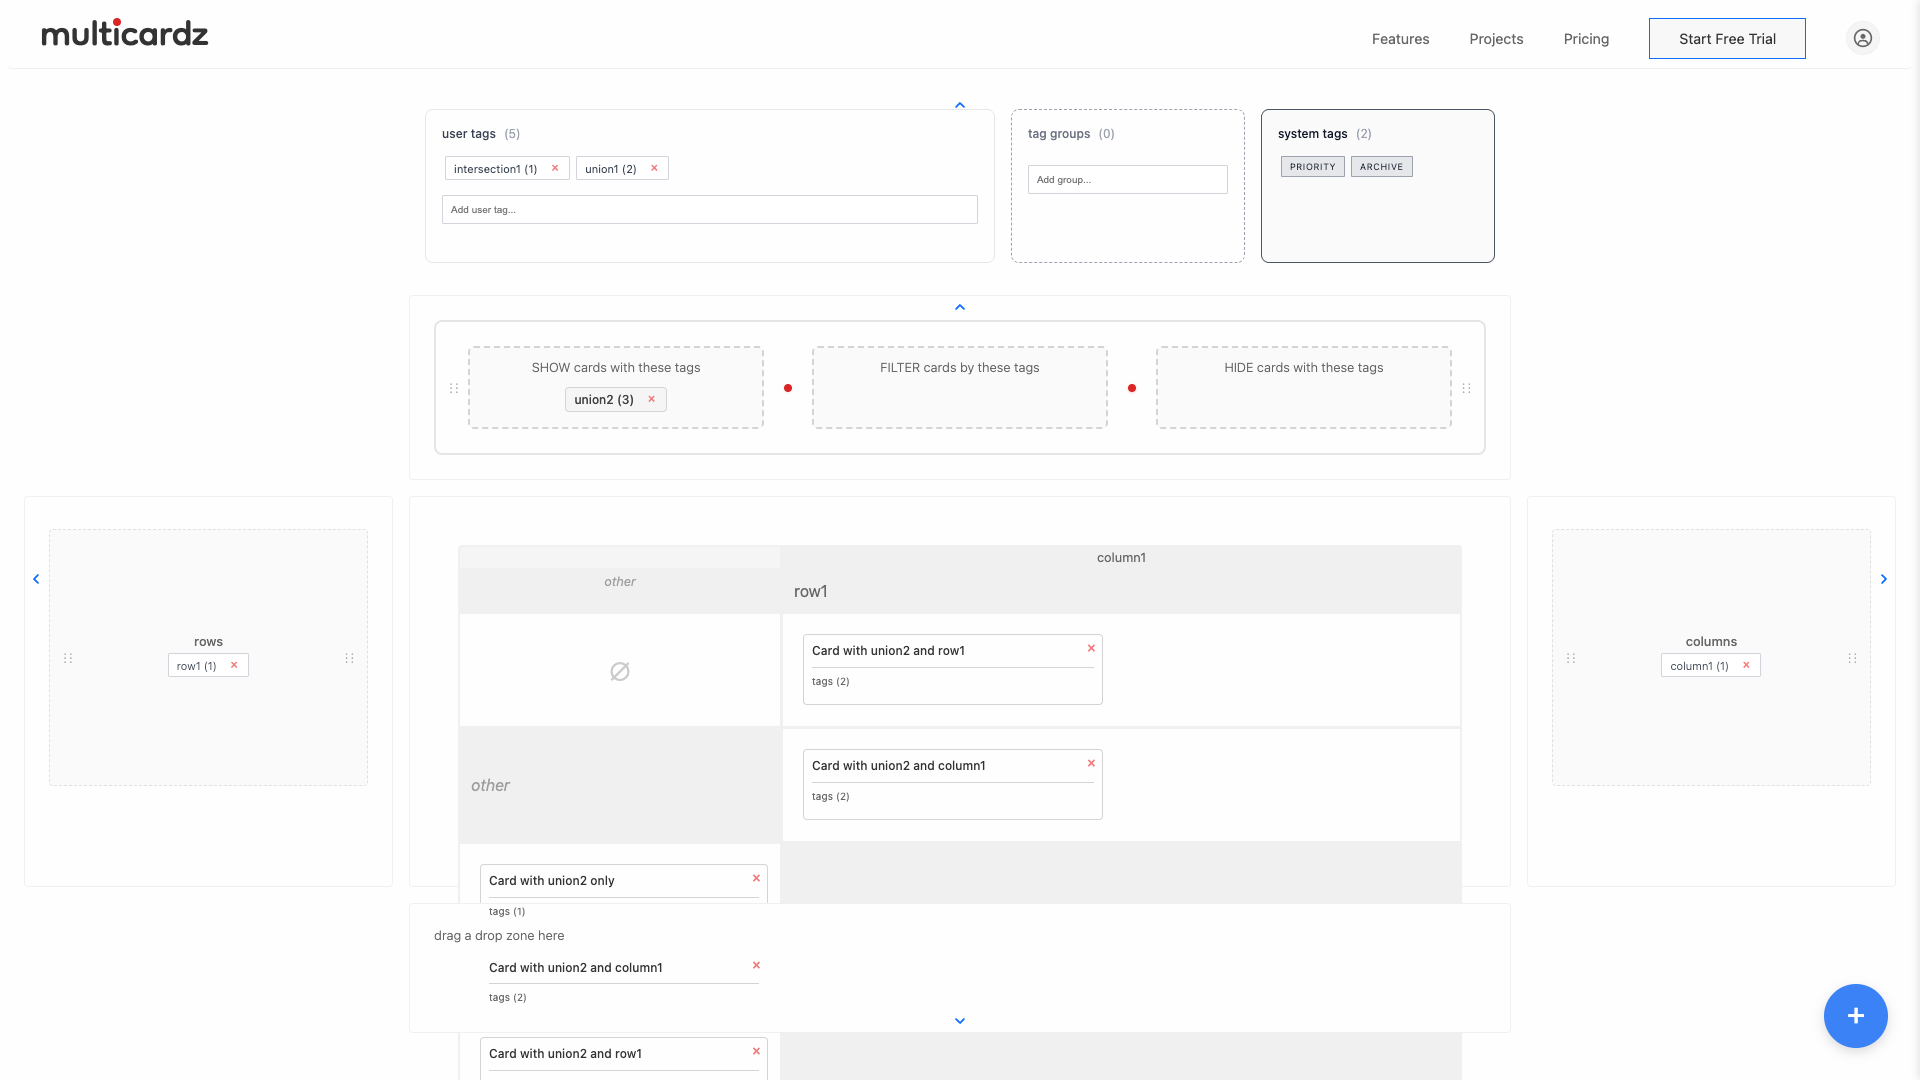 multicardz
Features
Projects
Pricing
Start Free Trial
user tags (5)
intersection1 (1) ×
union1 (2) ×
Add user tag...
tag groups (0)
Add group...
system tags (2)
PRIORITY
ARCHIVE
SHOW cards with these tags
union2 (3) ×
FILTER cards by these tags
HIDE cards with these tags
rows
row1 (1) ×
column1
other
row1
∅
Card with union2 and row1 ×
tags (2)
other
Card with union2 and column1 ×
tags (2)
Card with union2 only ×
tags (1)
drag a drop zone here
Card with union2 and column1 ×
tags (2)
Card with union2 and row1 ×
columns
column1 (1) ×
+